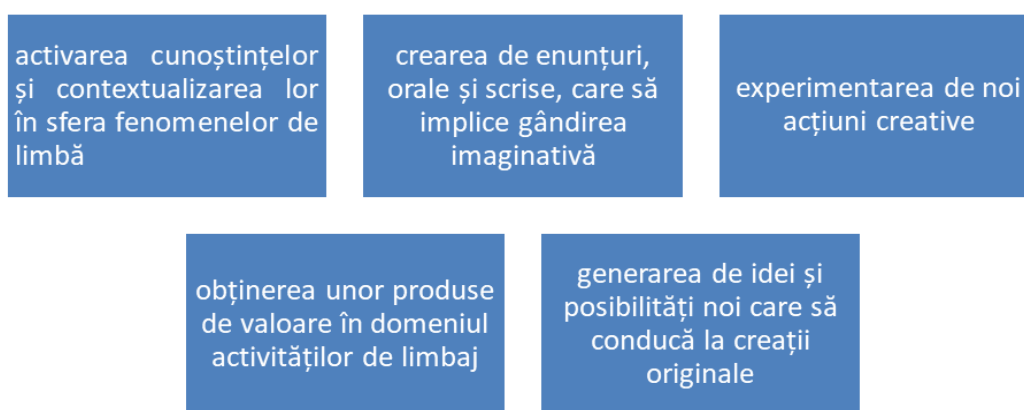 activarea cunoștințelor
și contextualizarea lor
în sfera fenomenelor de
limbă
crearea de enunțuri,
orale și scrise, care să
implice gândirea
imaginativă
experimentarea de noi
acțiuni creative
obținerea unor produse
de valoare în domeniul
activităților de limbaj
generarea de idei și
posibilități noi care să
conducă la creații
originale